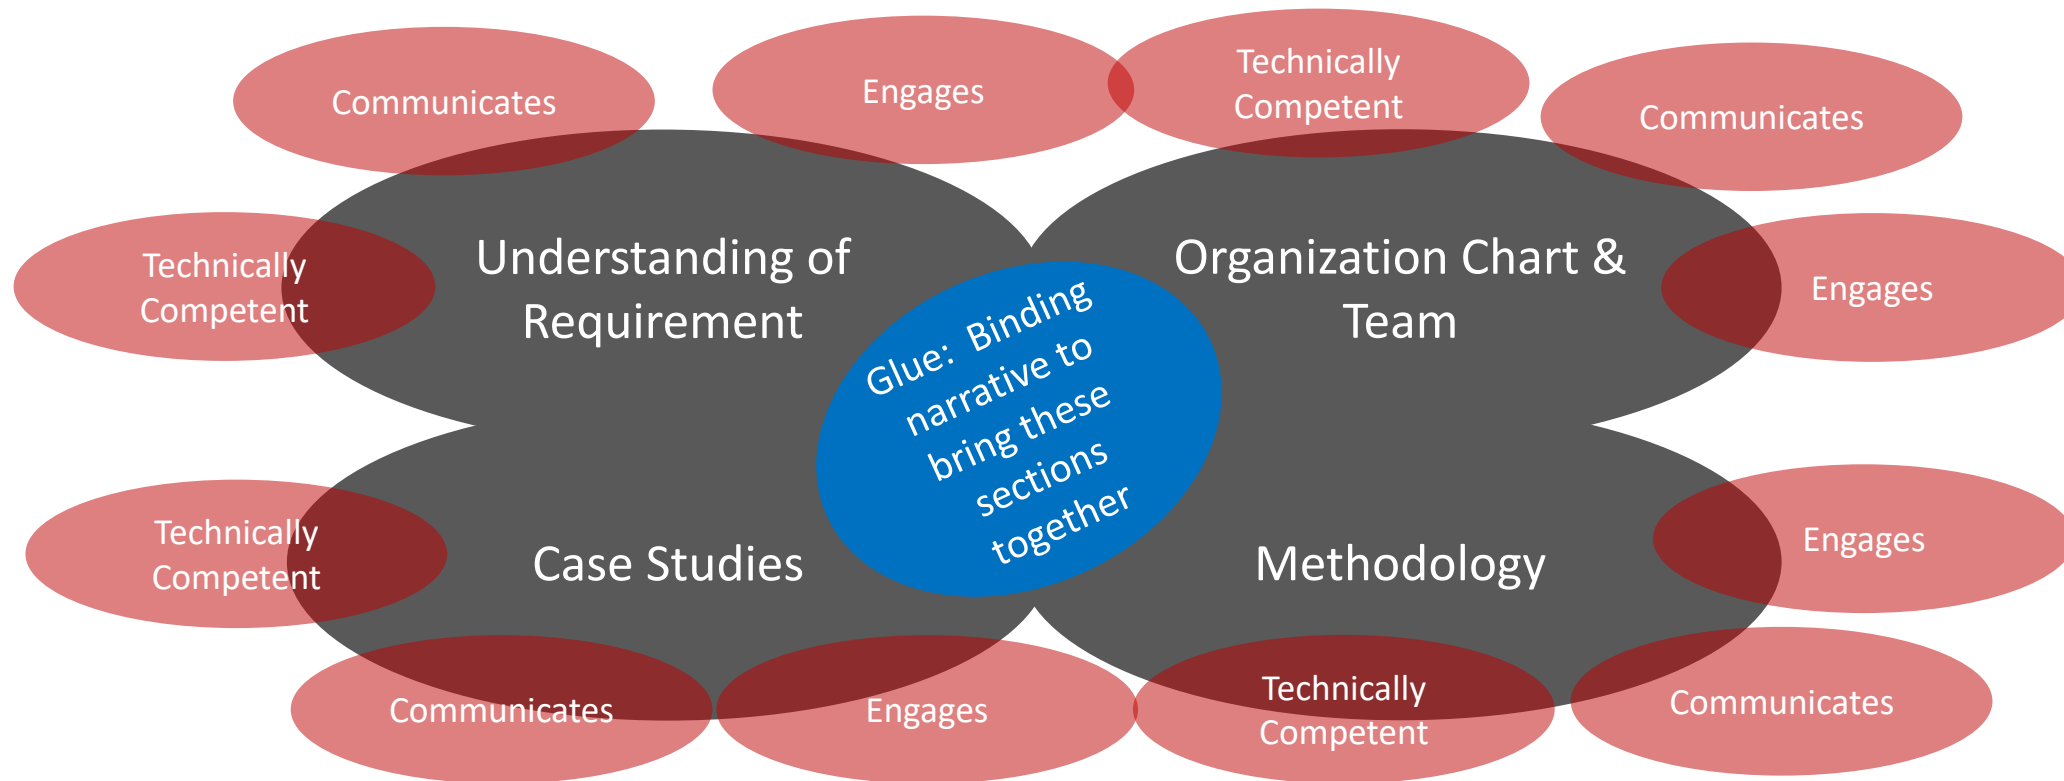 Communicates
Engages
Technically
Competent
Communicates
Technically
Competent
Understanding of
Requirement
Organization Chart &
Team
Engages
Glue:  Binding
narrative to
bring these
sections
together
Technically
Competent
Case Studies
Methodology
Engages
Communicates
Engages
Technically
Competent
Communicates